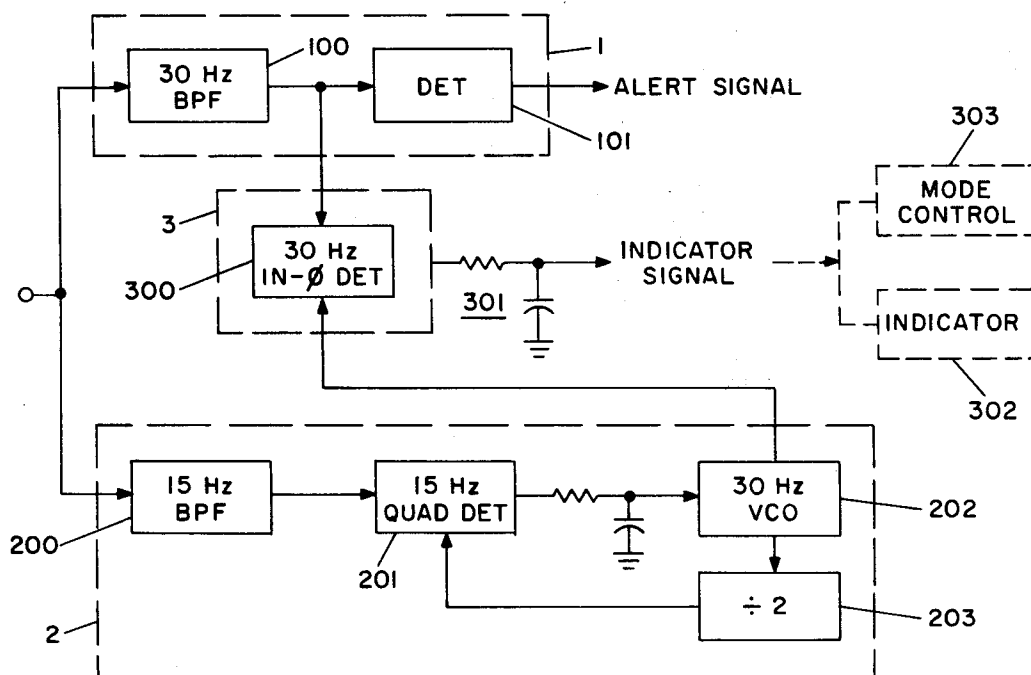 100
30 Hz
BPF
DET
101
1
ALERT SIGNAL
303
MODE
CONTROL
3
30 Hz
IN-Ø DET
300
301
INDICATOR
SIGNAL
INDICATOR
302
15 Hz
BPF
200
15 Hz
QUAD DET
201
30 Hz
VCO
202
÷ 2
203
2